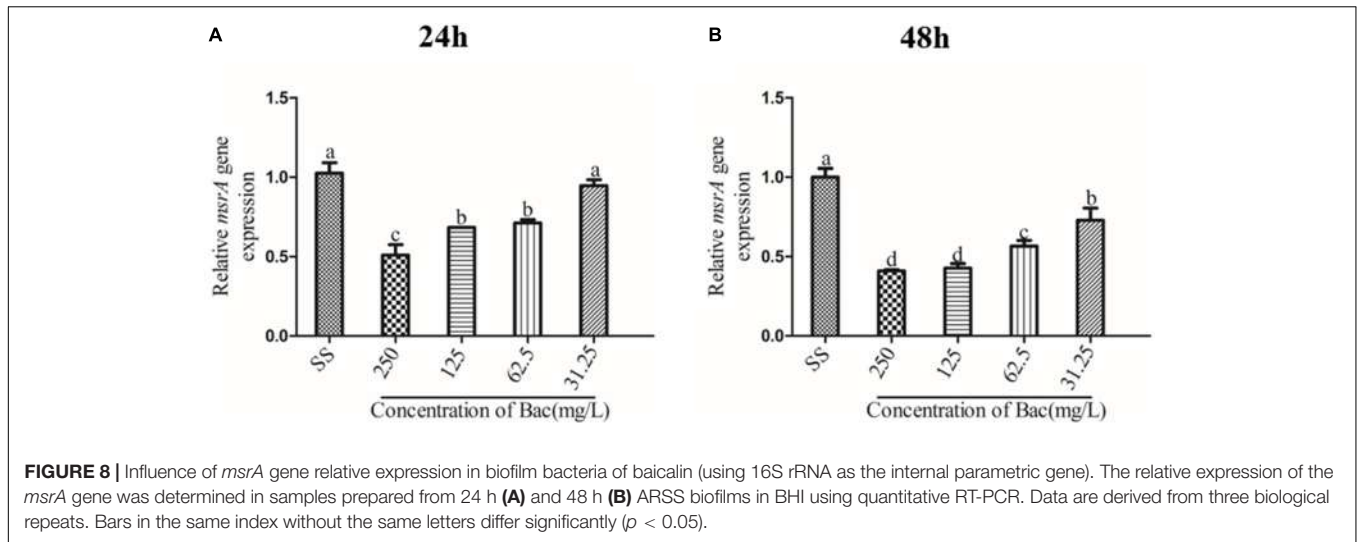 A
24h
Relative msrA gene
expression
1.5
1.0
0.5
0.0
a
c
b
b
a
SS
250
125
62.5
31.25
Concentration of Bac(mg/L)
B
48h
Relative msrA gene
expression
1.5
1.0
0.5
0.0
a
d
d
c
b
SS
250
125
62.5
31.25
Concentration of Bac(mg/L)
FIGURE 8 | Influence of msrA gene relative expression in biofilm bacteria of baicalin (using 16S rRNA as the internal parametric gene). The relative expression of the
msrA gene was determined in samples prepared from 24 h (A) and 48 h (B) ARSS biofilms in BHI using quantitative RT-PCR. Data are derived from three biological
repeats. Bars in the same index without the same letters differ significantly (p < 0.05).